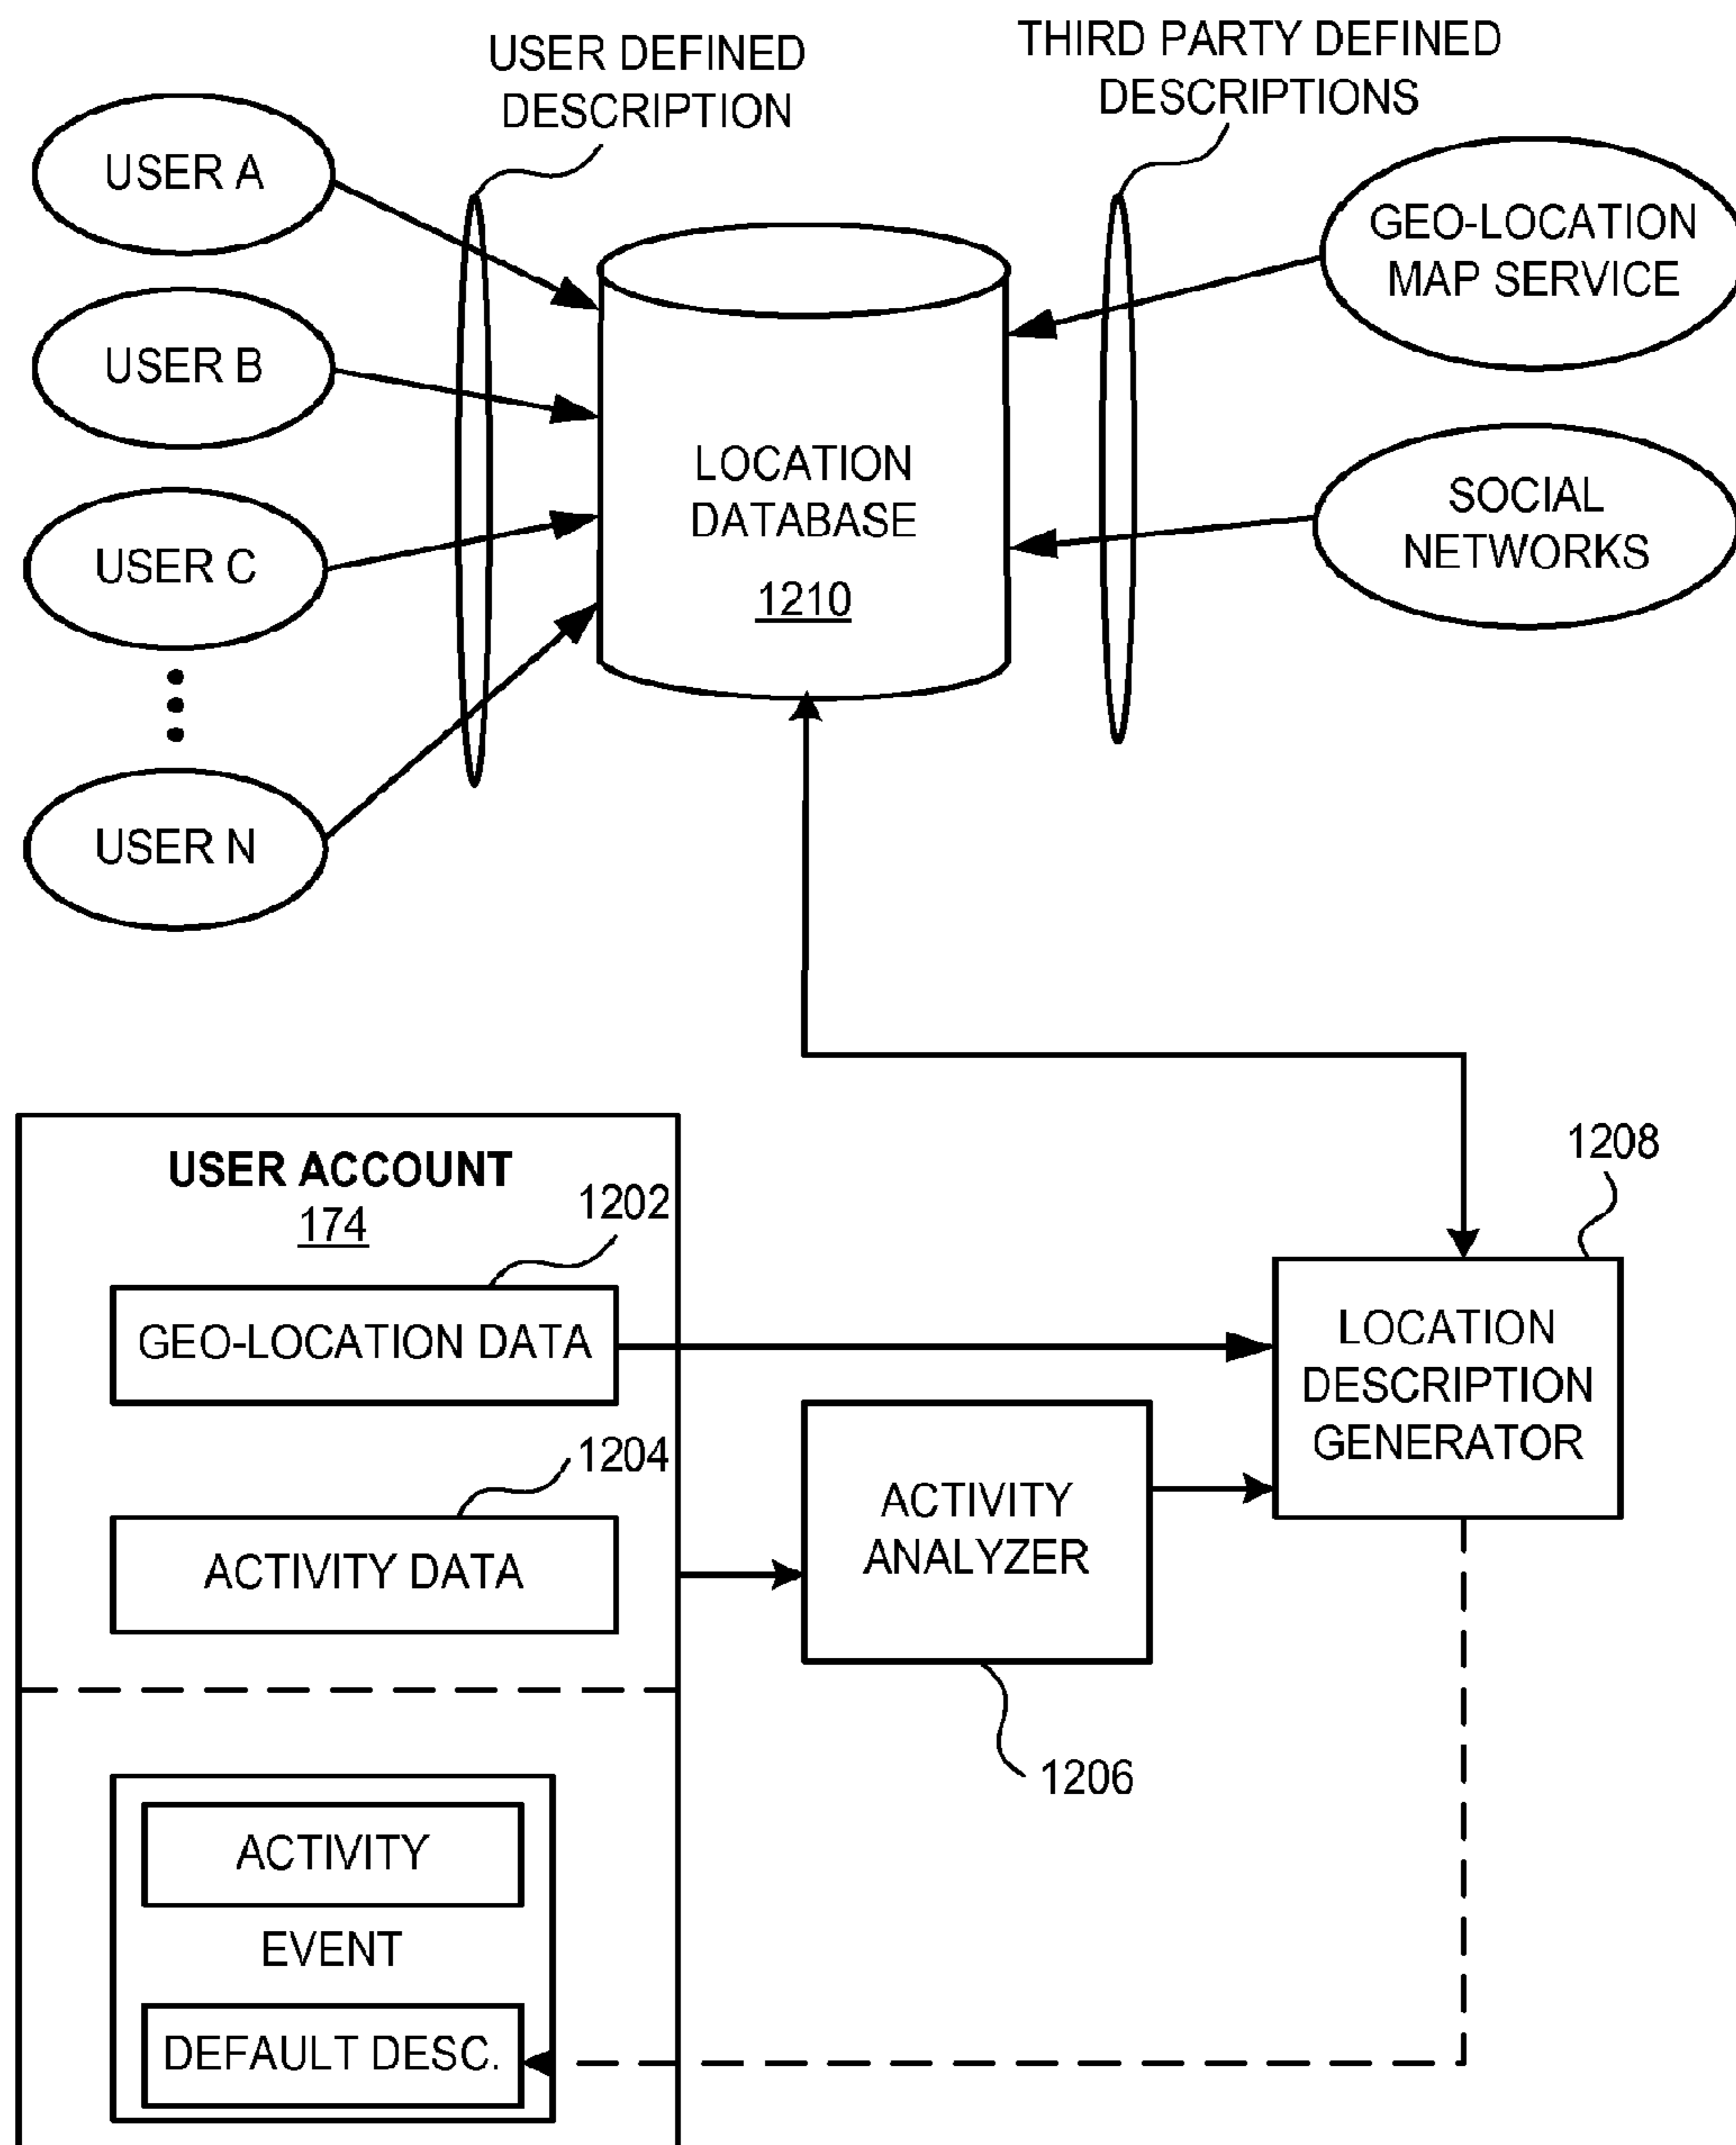 USER DEFINED
DESCRIPTION
THIRD PARTY DEFINED
DESCRIPTIONS
USER A
USER B
USER C
USER N
LOCATION
DATABASE
1210
GEO-LOCATION
MAP SERVICE
SOCIAL
NETWORKS
USER ACCOUNT
174
1202
GEO-LOCATION DATA
1204
ACTIVITY DATA
ACTIVITY
ANALYZER
1206
1208
LOCATION
DESCRIPTION
GENERATOR
ACTIVITY
EVENT
DEFAULT DESC.